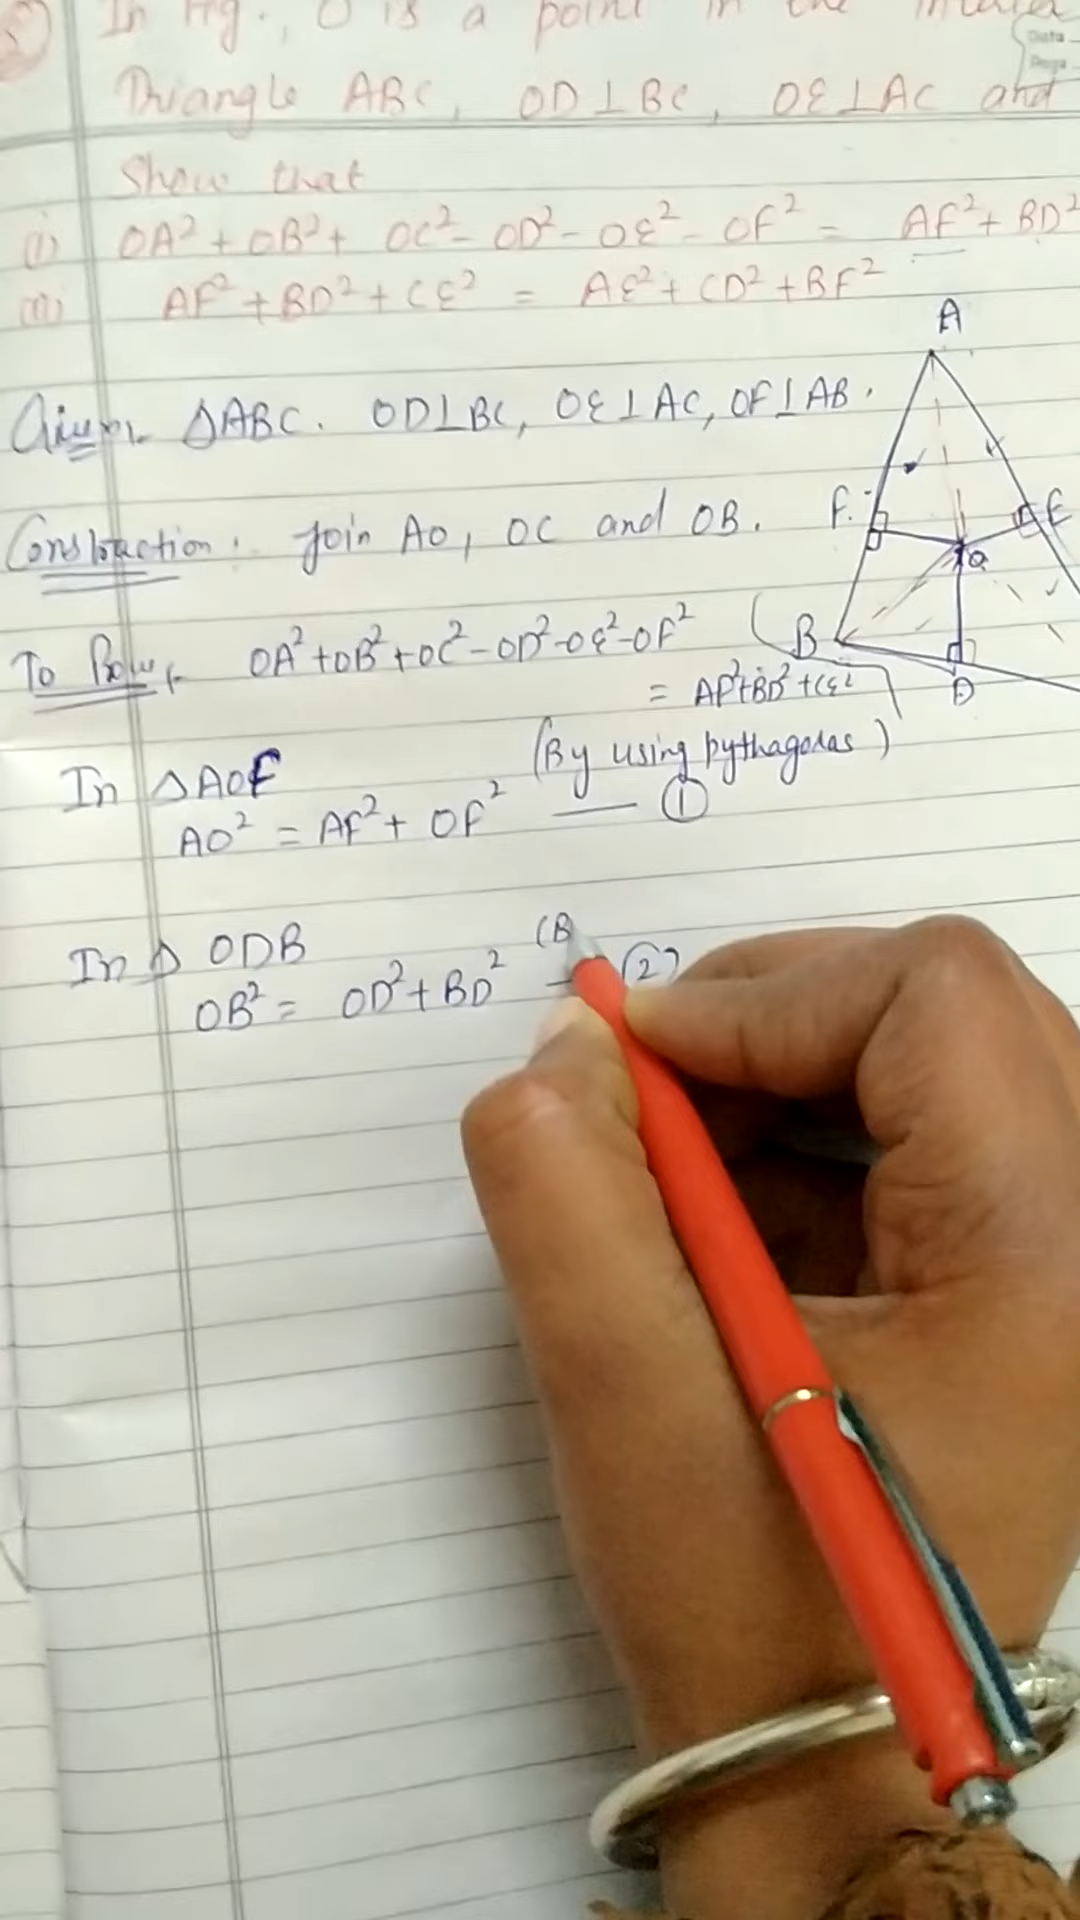 In Fig., O is a point in the
Data
Page
Triangle ABC, OD⊥BC, OE⊥AC and
Show that
(i) OA² + OB² + OC² - OD² - OE² - OF² = AF² + BD²
(ii) AF² + BD² + CE² = AE² + CD² + BF²
A
Given ΔABC. OD⊥BC, OE⊥AC, OF⊥AB.
F. E
Construction: Join AO, OC and OB.
O
B
To Prove OA² + OB² + OC² - OD² - OE² - OF²
= AF² + BD² + CE²
D
(By using pythagoras)
In ΔAOF
AO² = AF² + OF² — ①
In Δ ODB (B
OB² = OD² + BD² — (2)